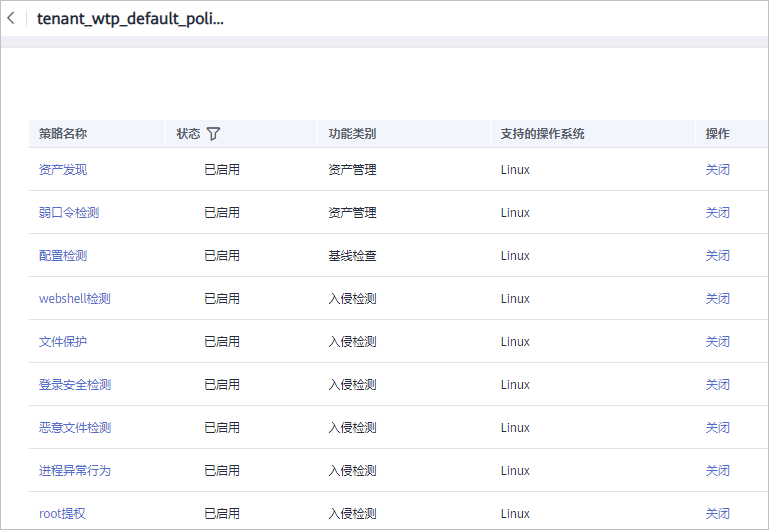 tenant_wtp_default_poli...
策略名称 状态 功能类别 支持的操作系统 操作
资产发现 已启用 资产管理 Linux 关闭
弱口令检测 已启用 资产管理 Linux 关闭
配置检测 已启用 基线检查 Linux 关闭
webshell检测 已启用 入侵检测 Linux 关闭
文件保护 已启用 入侵检测 Linux 关闭
登录安全检测 已启用 入侵检测 Linux 关闭
恶意文件检测 已启用 入侵检测 Linux 关闭
进程异常行为 已启用 入侵检测 Linux 关闭
root提权 已启用 入侵检测 Linux 关闭